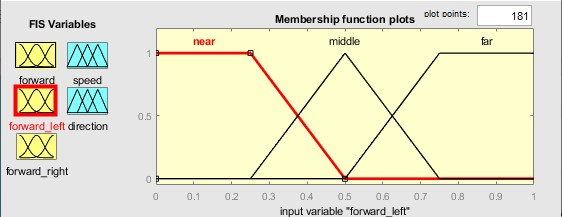 FIS Variables
Membership function plots
plot points:
181
near
middle
far
forward
speed
forward_left
direction
forward_right
1
0.5
0
0
0.1
0.2
0.3
0.4
0.5
0.6
0.7
0.8
0.9
1
input variable "forward_left"